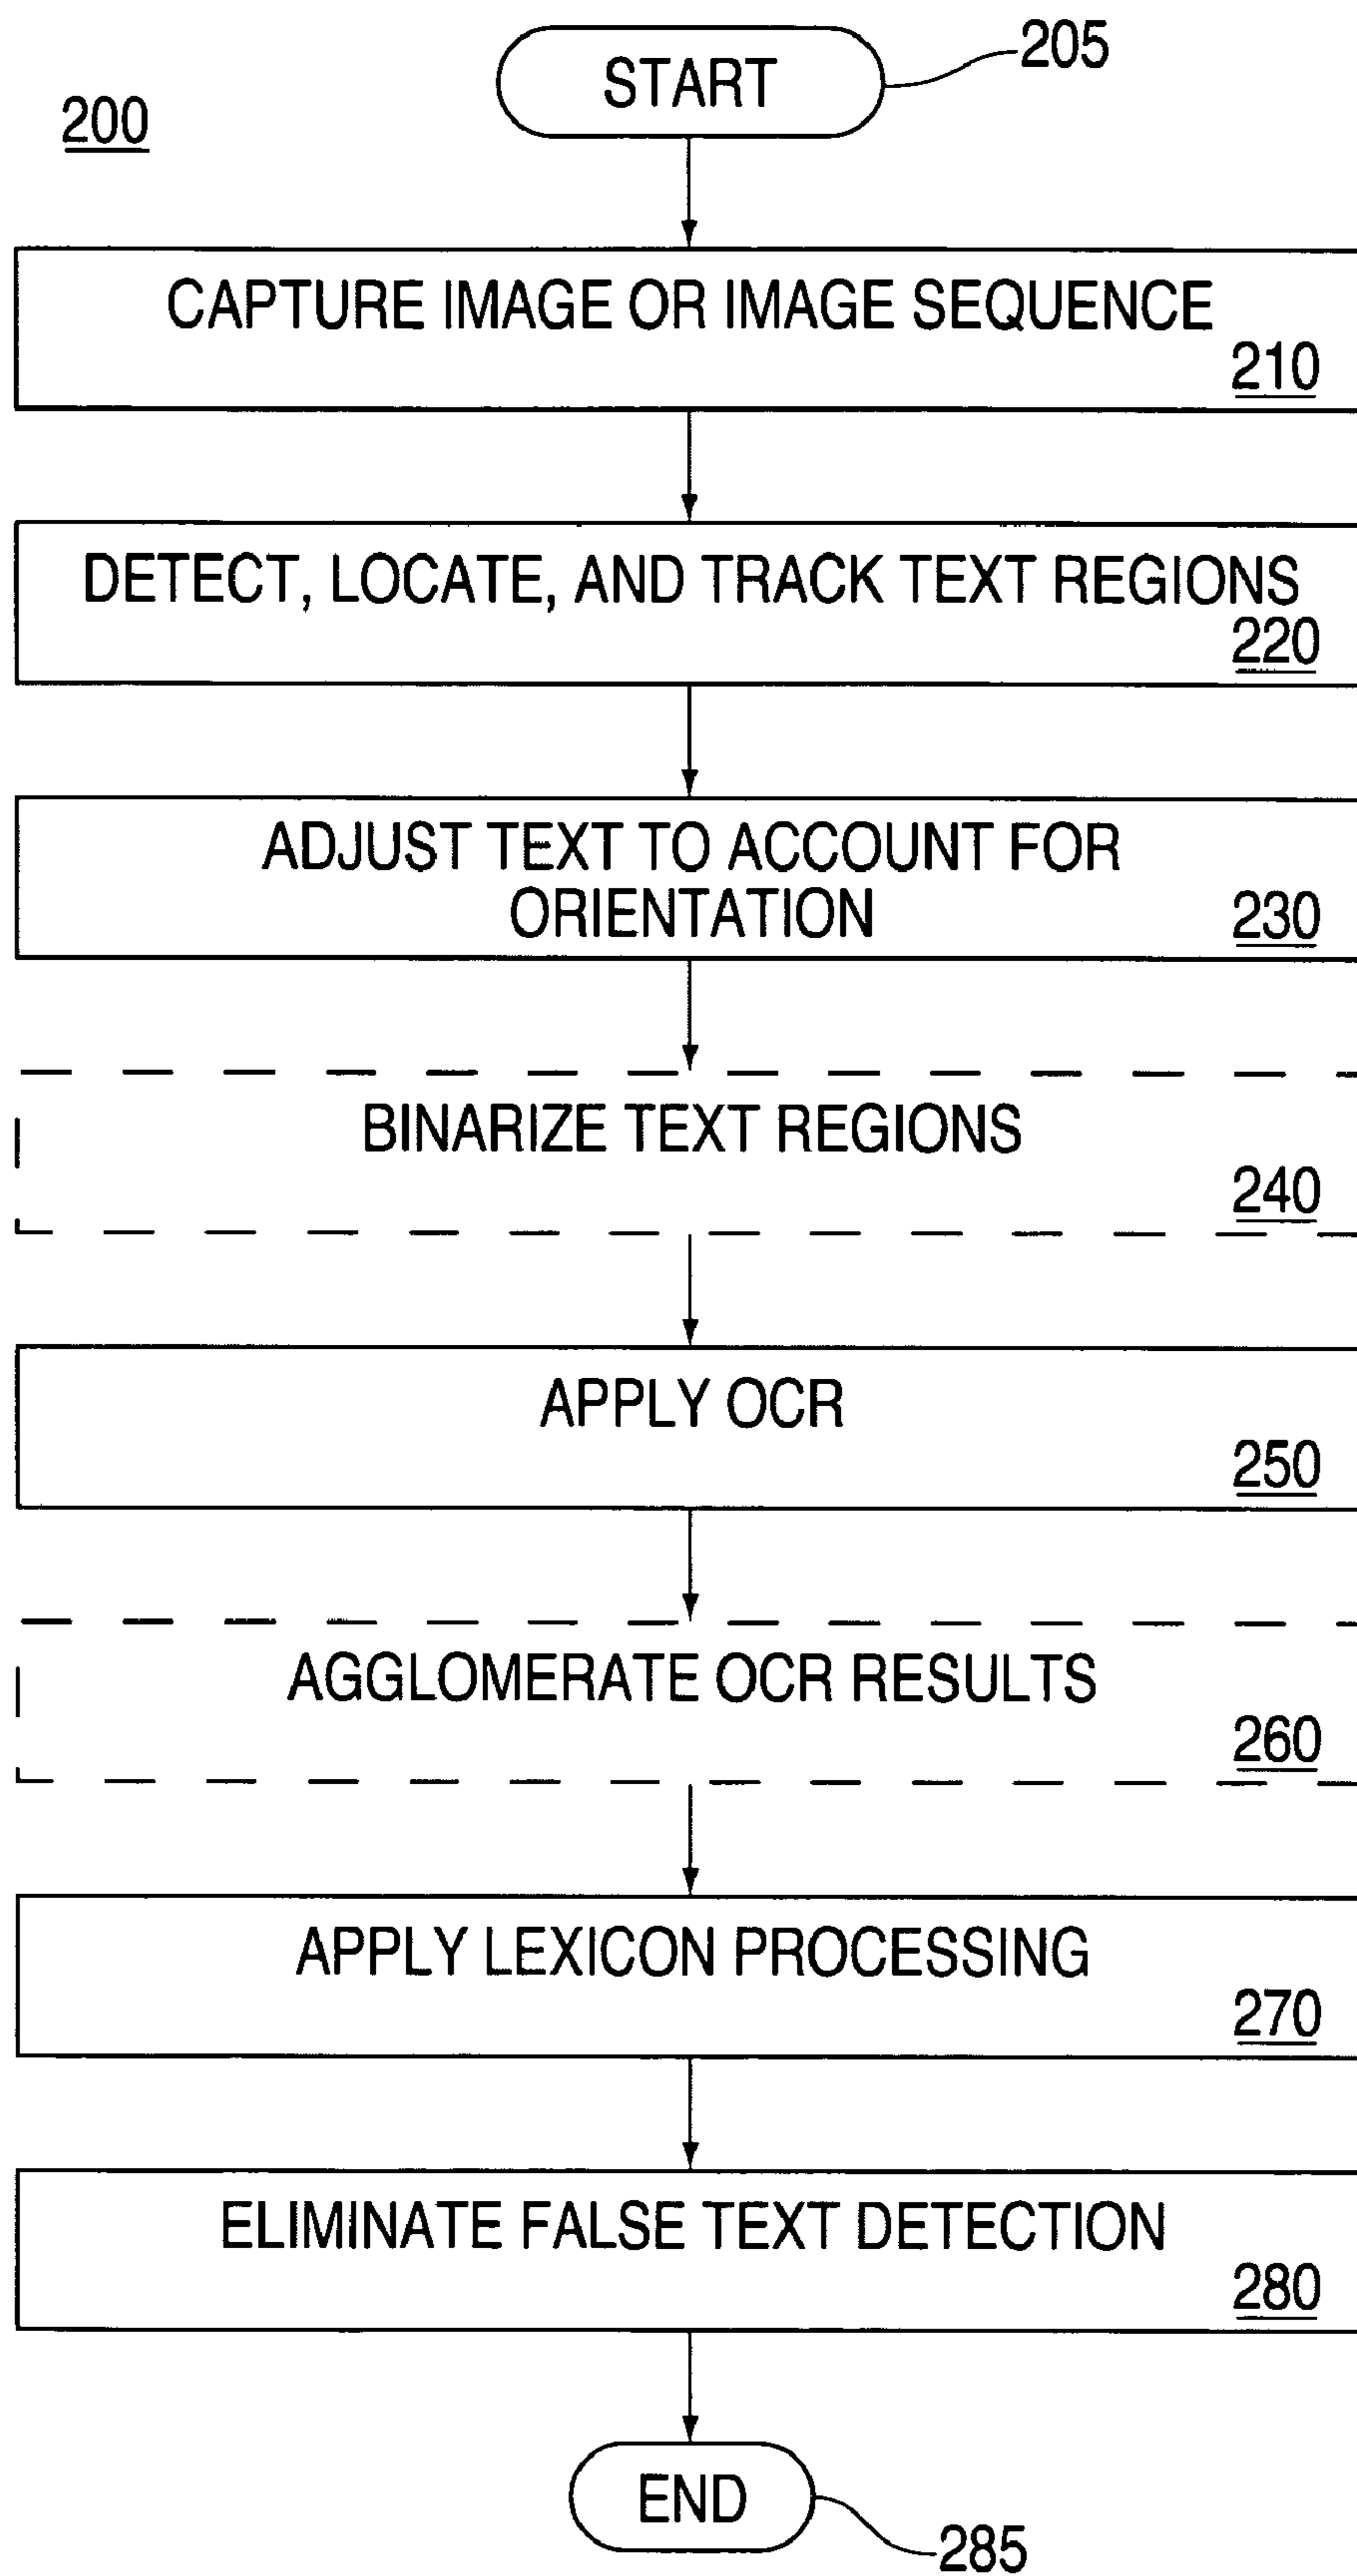 START
205
200
CAPTURE IMAGE OR IMAGE SEQUENCE
210
DETECT, LOCATE, AND TRACK TEXT REGIONS
220
ADJUST TEXT TO ACCOUNT FOR
ORIENTATION
230
BINARIZE TEXT REGIONS
240
APPLY OCR
250
AGGLOMERATE OCR RESULTS
260
APPLY LEXICON PROCESSING
270
ELIMINATE FALSE TEXT DETECTION
280
END
285